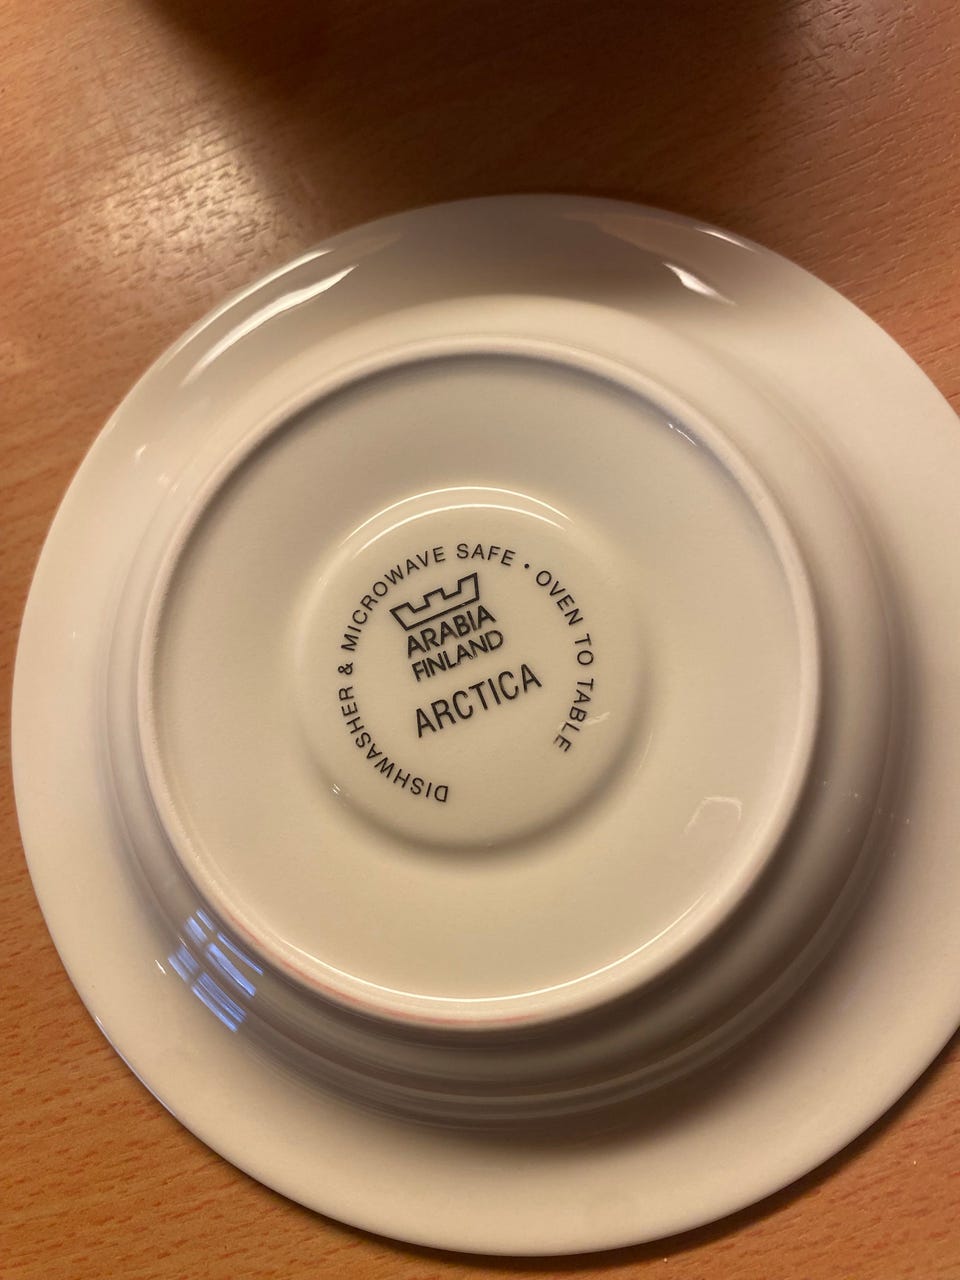 DISHWASHER & MICROWAVE SAFE • OVEN TO TABLE
ARABIA
FINLAND
ARCTICA